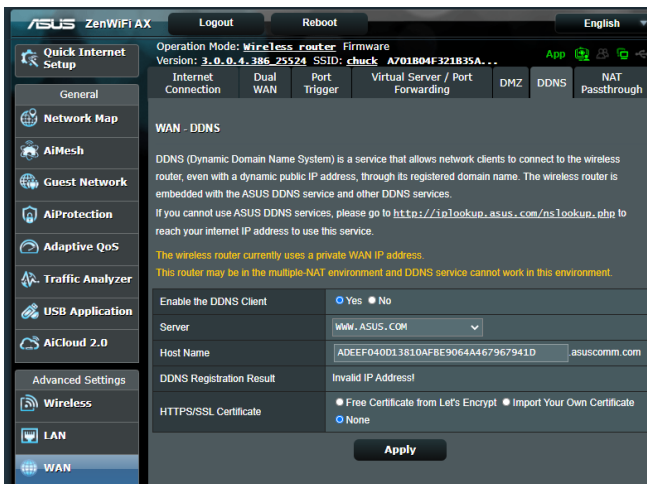 ASUS ZenWiFi AX Logout Reboot English
Quick Internet Setup
Operation Mode: Wireless router Firmware
Version: 3.0.0.4.386_25524 SSID: chuck A701B04F321B35A...
App
Internet Connection Dual WAN Port Trigger Virtual Server / Port Forwarding DMZ DDNS NAT Passthrough
General
Network Map
AiMesh
Guest Network
AiProtection
Adaptive QoS
Traffic Analyzer
USB Application
AiCloud 2.0
Advanced Settings
Wireless
LAN
WAN
WAN - DDNS
DDNS (Dynamic Domain Name System) is a service that allows network clients to connect to the wireless
router, even with a dynamic public IP address, through its registered domain name. The wireless router is
embedded with the ASUS DDNS service and other DDNS services.
If you cannot use ASUS DDNS services, please go to http://iplookup.asus.com/nslookup.php to
reach your internet IP address to use this service.
The wireless router currently uses a private WAN IP address.
This router may be in the multiple-NAT environment and DDNS service cannot work in this environment.
Enable the DDNS Client Yes No
Server WWW.ASUS.COM
Host Name ADEEF040D13810AFBE9064A467967941D .asuscomm.com
DDNS Registration Result Invalid IP Address!
HTTPS/SSL Certificate Free Certificate from Let's Encrypt Import Your Own Certificate
None
Apply